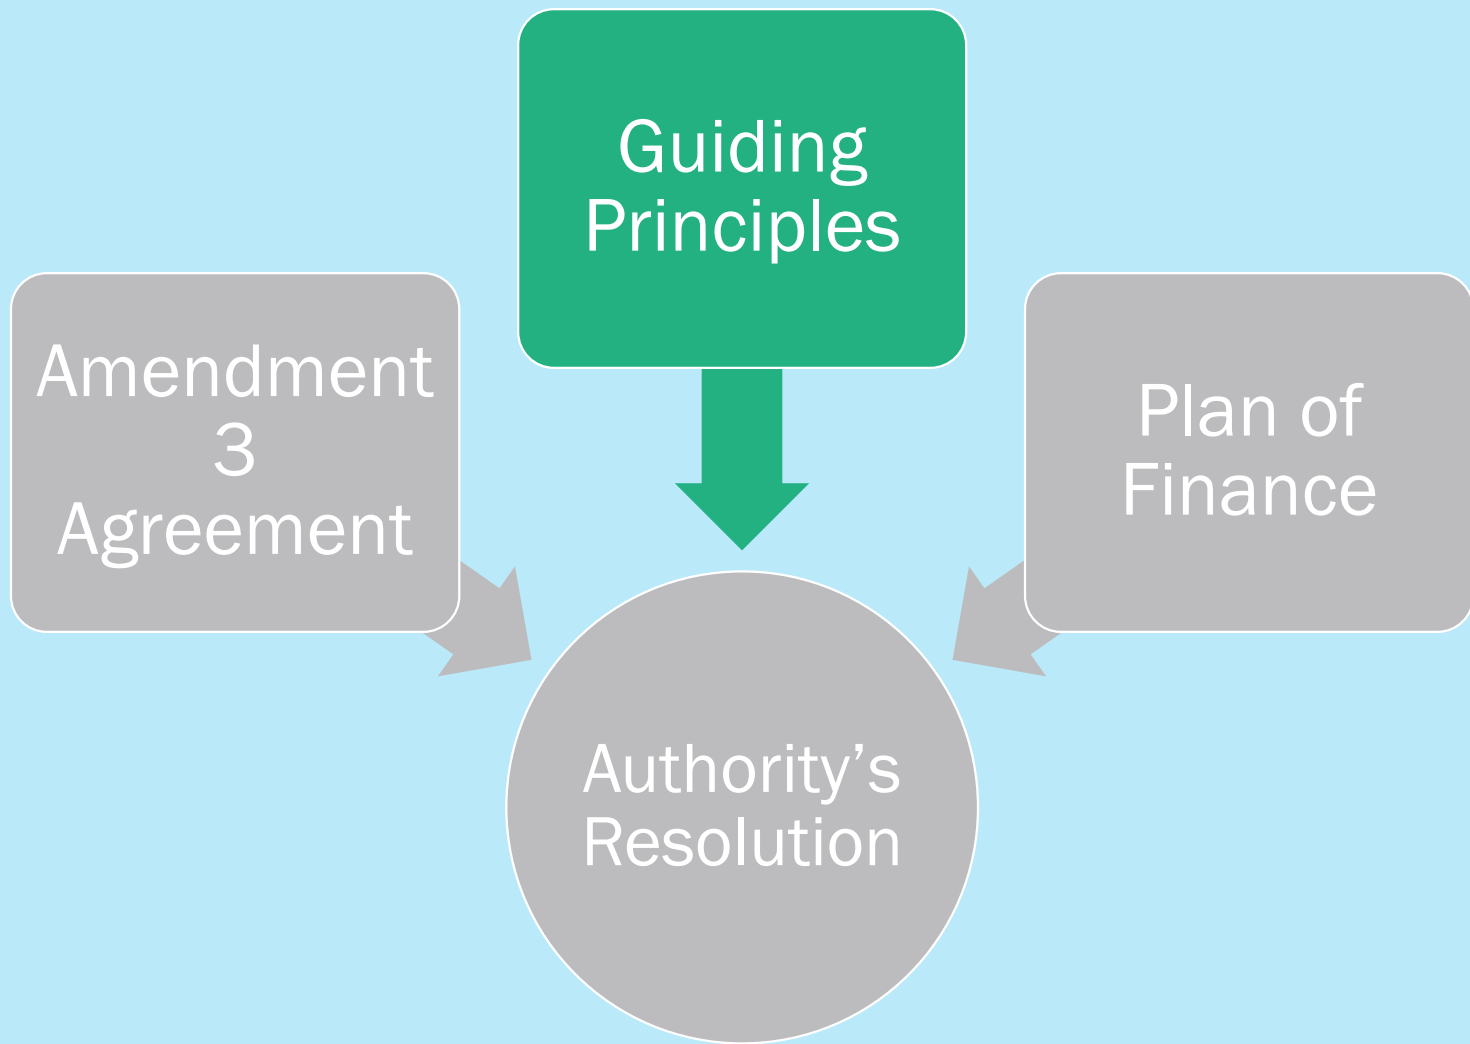 Guiding
Principles
Amendment
3
Agreement
Plan of
Finance
Authority’s
Resolution